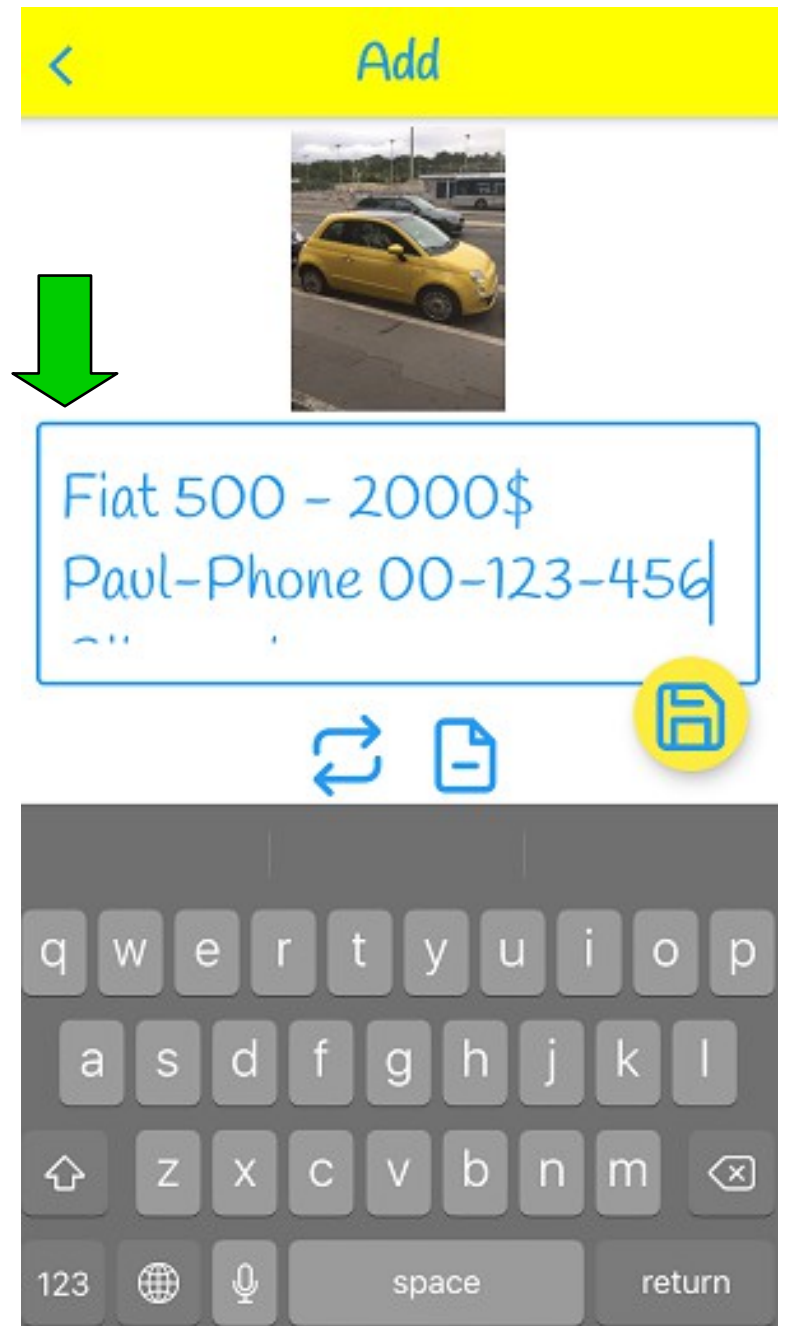 Add
Fiat 500 - 2000$
Paul-Phone 00-123-456
q w e r t y u i o p
a s d f g h j k l
z x c v b n m
123 space return